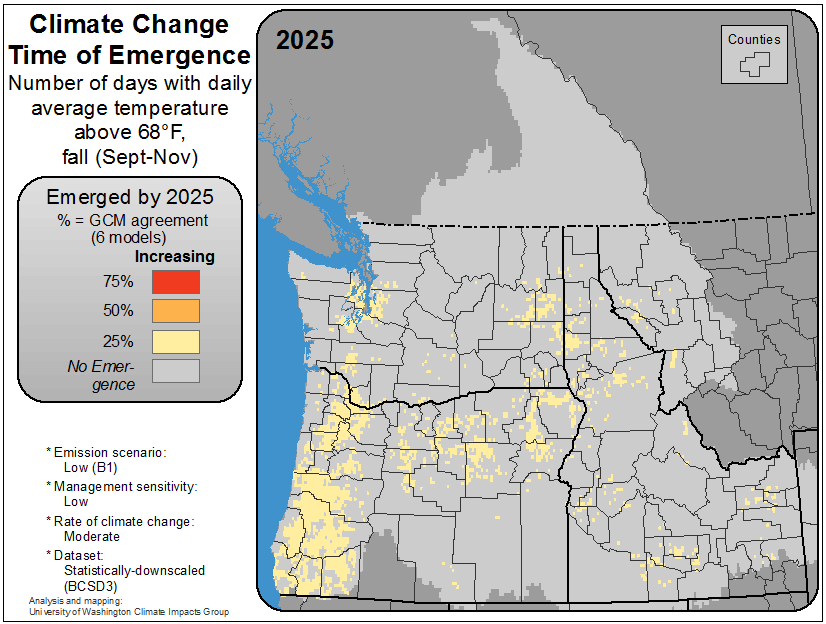 Climate Change
Time of Emergence
Number of days with daily
average temperature
above 68°F,
fall (Sept-Nov)
Emerged by 2025
% = GCM agreement
(6 models)
Increasing
75%
50%
25%
No Emer-
gence
* Emission scenario:
Low (B1)
* Management sensitivity:
Low
* Rate of climate change:
Moderate
* Dataset:
Statistically-downscaled
(BCSD3)
Analysis and mapping:
University of Washington Climate Impacts Group
2025
Counties